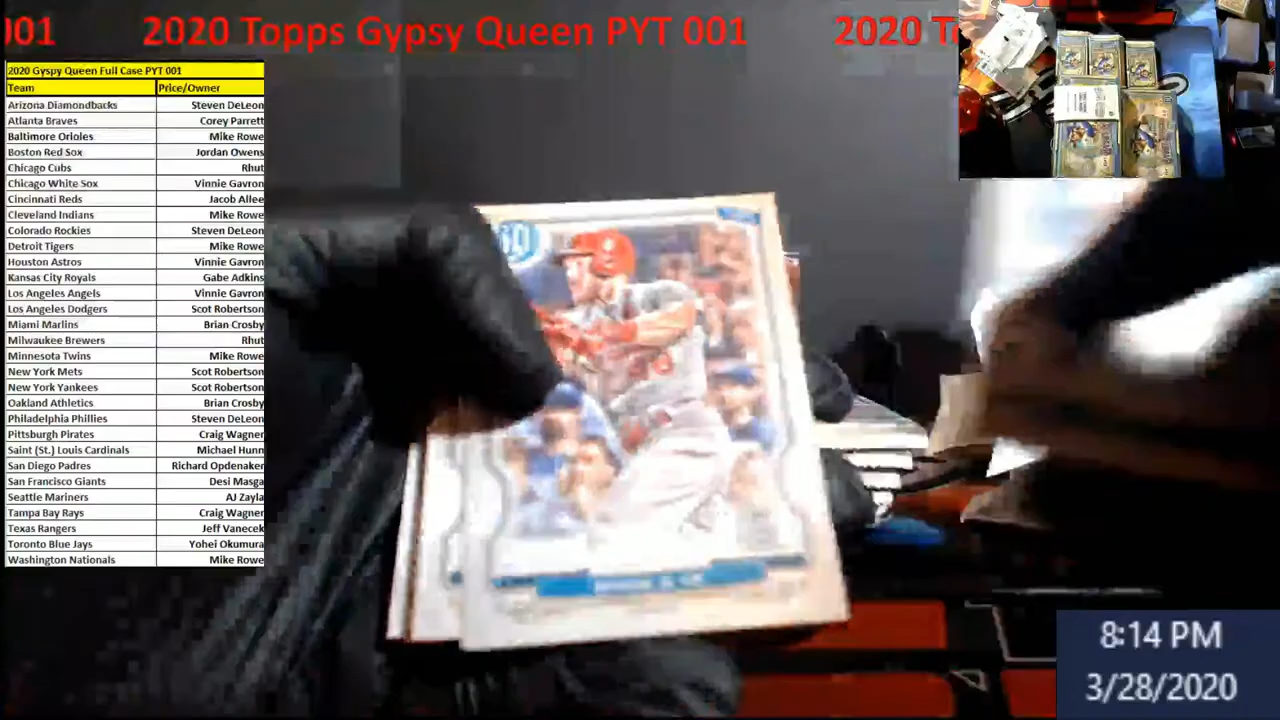 001 2020 Topps Gypsy Queen PYT 001 2020 T
2020 Gyspy Queen Full Case PYT 001
Team Price/Owner
Arizona Diamondbacks Steven DeLeon
Atlanta Braves Corey Parrett
Baltimore Orioles Mike Rowe
Boston Red Sox Jordan Owens
Chicago Cubs Rhut
Chicago White Sox Vinnie Gavron
Cincinnati Reds Jacob Allee
Cleveland Indians Mike Rowe
Colorado Rockies Steven DeLeon
Detroit Tigers Mike Rowe
Houston Astros Vinnie Gavron
Kansas City Royals Gabe Adkins
Los Angeles Angels Vinnie Gavron
Los Angeles Dodgers Scot Robertson
Miami Marlins Brian Crosby
Milwaukee Brewers Rhut
Minnesota Twins Mike Rowe
New York Mets Scot Robertson
New York Yankees Scot Robertson
Oakland Athletics Brian Crosby
Philadelphia Phillies Steven DeLeon
Pittsburgh Pirates Craig Wagner
Saint (St.) Louis Cardinals Michael Hunn
San Diego Padres Richard Opdenaker
San Francisco Giants Desi Masga
Seattle Mariners AJ Zayla
Tampa Bay Rays Craig Wagner
Texas Rangers Jeff Vanecek
Toronto Blue Jays Yohei Okumura
Washington Nationals Mike Rowe
GQ
8:14 PM
3/28/2020